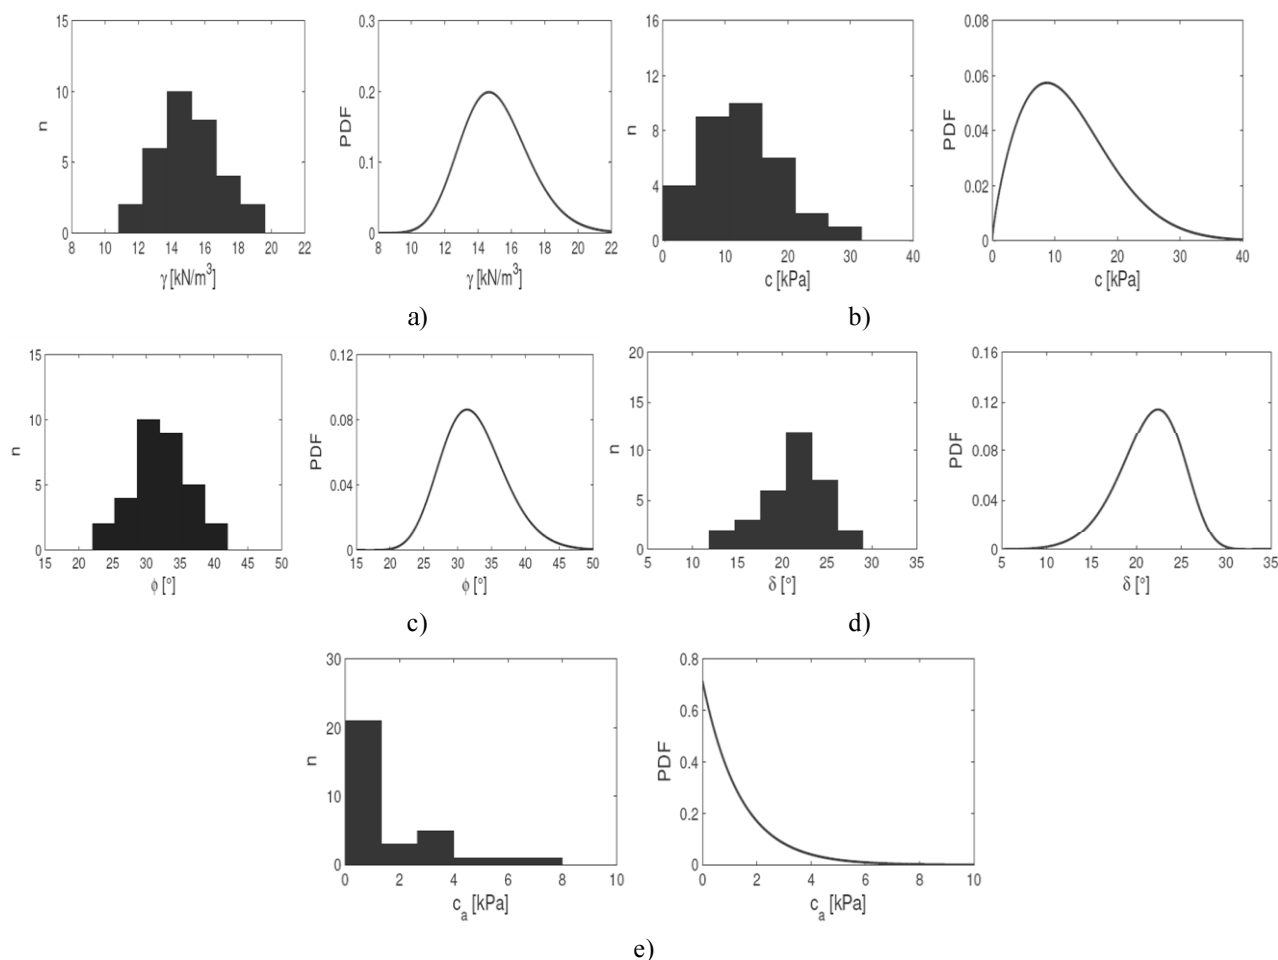 15
10
5
0
n
8 10 12 14 16 18 20 22
γ [kN/m³]
0.3
0.2
0.1
0
PDF
8 10 12 14 16 18 20 22
γ [kN/m³]
a)
16
12
8
4
0
n
0 10 20 30 40
c [kPa]
0.08
0.06
0.04
0.02
0
PDF
0 10 20 30 40
c [kPa]
b)
15
10
5
0
n
15 20 25 30 35 40 45 50
ϕ [°]
0.12
0.08
0.04
0
PDF
15 20 25 30 35 40 45 50
ϕ [°]
c)
20
15
10
5
0
n
5 10 15 20 25 30 35
δ [°]
0.16
0.12
0.08
0.04
0
PDF
5 10 15 20 25 30 35
δ [°]
d)
30
20
10
0
n
0 2 4 6 8 10
cₐ [kPa]
0.8
0.6
0.4
0.2
0
PDF
0 2 4 6 8 10
cₐ [kPa]
e)